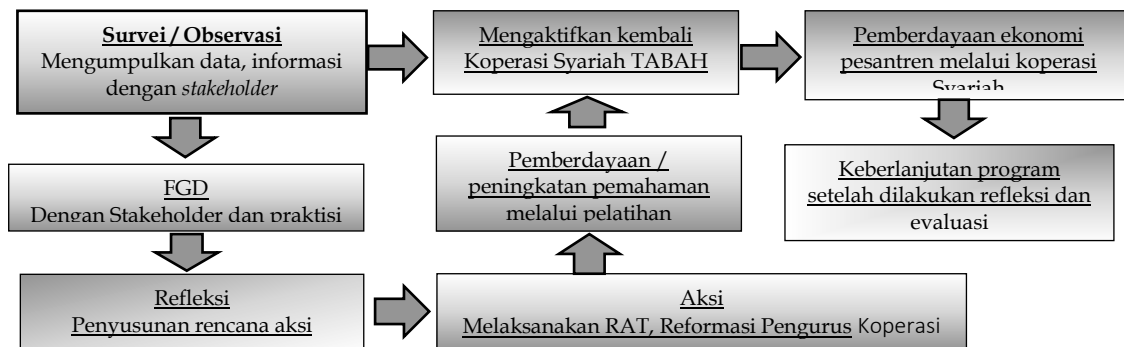 Survei / Observasi
Mengumpulkan data, informasi
dengan stakeholder
Mengaktifkan kembali
Koperasi Syariah TABAH
Pemberdayaan ekonomi
pesantren melalui koperasi
Syariah
FGD
Dengan Stakeholder dan praktisi
Pemberdayaan /
peningkatan pemahaman
melalui pelatihan
Keberlanjutan program
setelah dilakukan refleksi dan
evaluasi
Refleksi
Penyusunan rencana aksi
Aksi
Melaksanakan RAT, Reformasi Pengurus Koperasi